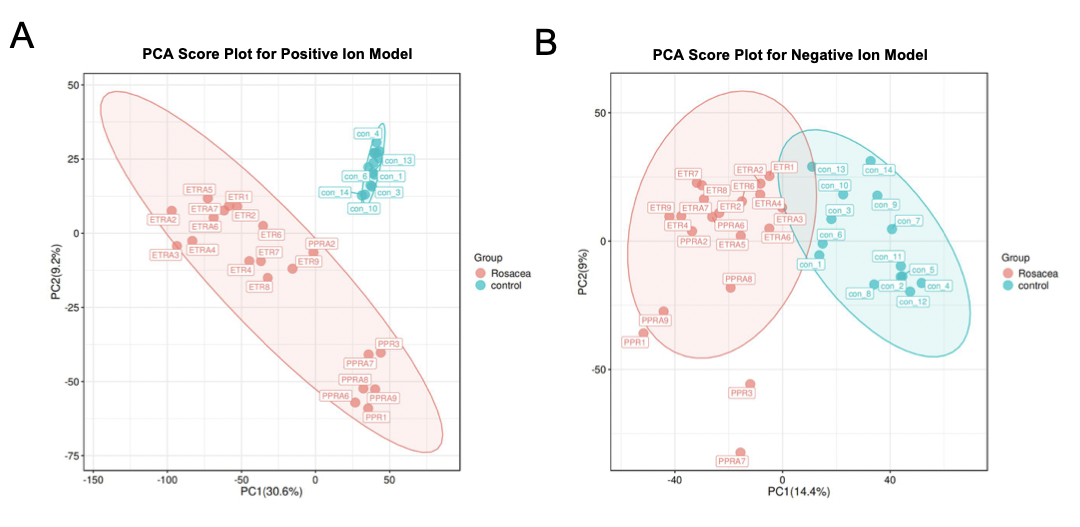 A
B
PCA Score Plot for Positive Ion Model
PCA Score Plot for Negative Ion Model
50
25
0
-25
-50
-75
PC2(9.2%)
con_4
con_13
con_6
con_1
con_14
con_3
con_10
ETRA5
ETR1
ETRA7
ETRA2
ETR2
ETRA6
ETR6
PPRA2
ETRA3
ETRA4
ETR7
ETR9
ETR4
ETR8
PPR3
PPRA7
PPRA8
PPRA6
PPRA9
PPR1
-150
-100
-50
0
50
PC1(30.6%)
Group
Rosacea
control
50
0
-50
PC2(9%)
ETRA2
ETR1
ETR7
ETR6
ETR8
ETR9
ETRA7
ETR2
ETRA4
ETR4
PPRA6
ETRA3
PPRA2
ETRA5
ETRA6
PPRA8
PPRA9
PPR1
PPR3
PPRA7
con_13
con_14
con_10
con_9
con_3
con_7
con_6
con_1
con_11
con_5
con_8
con_2
con_4
con_12
-40
0
40
PC1(14.4%)
Group
Rosacea
control